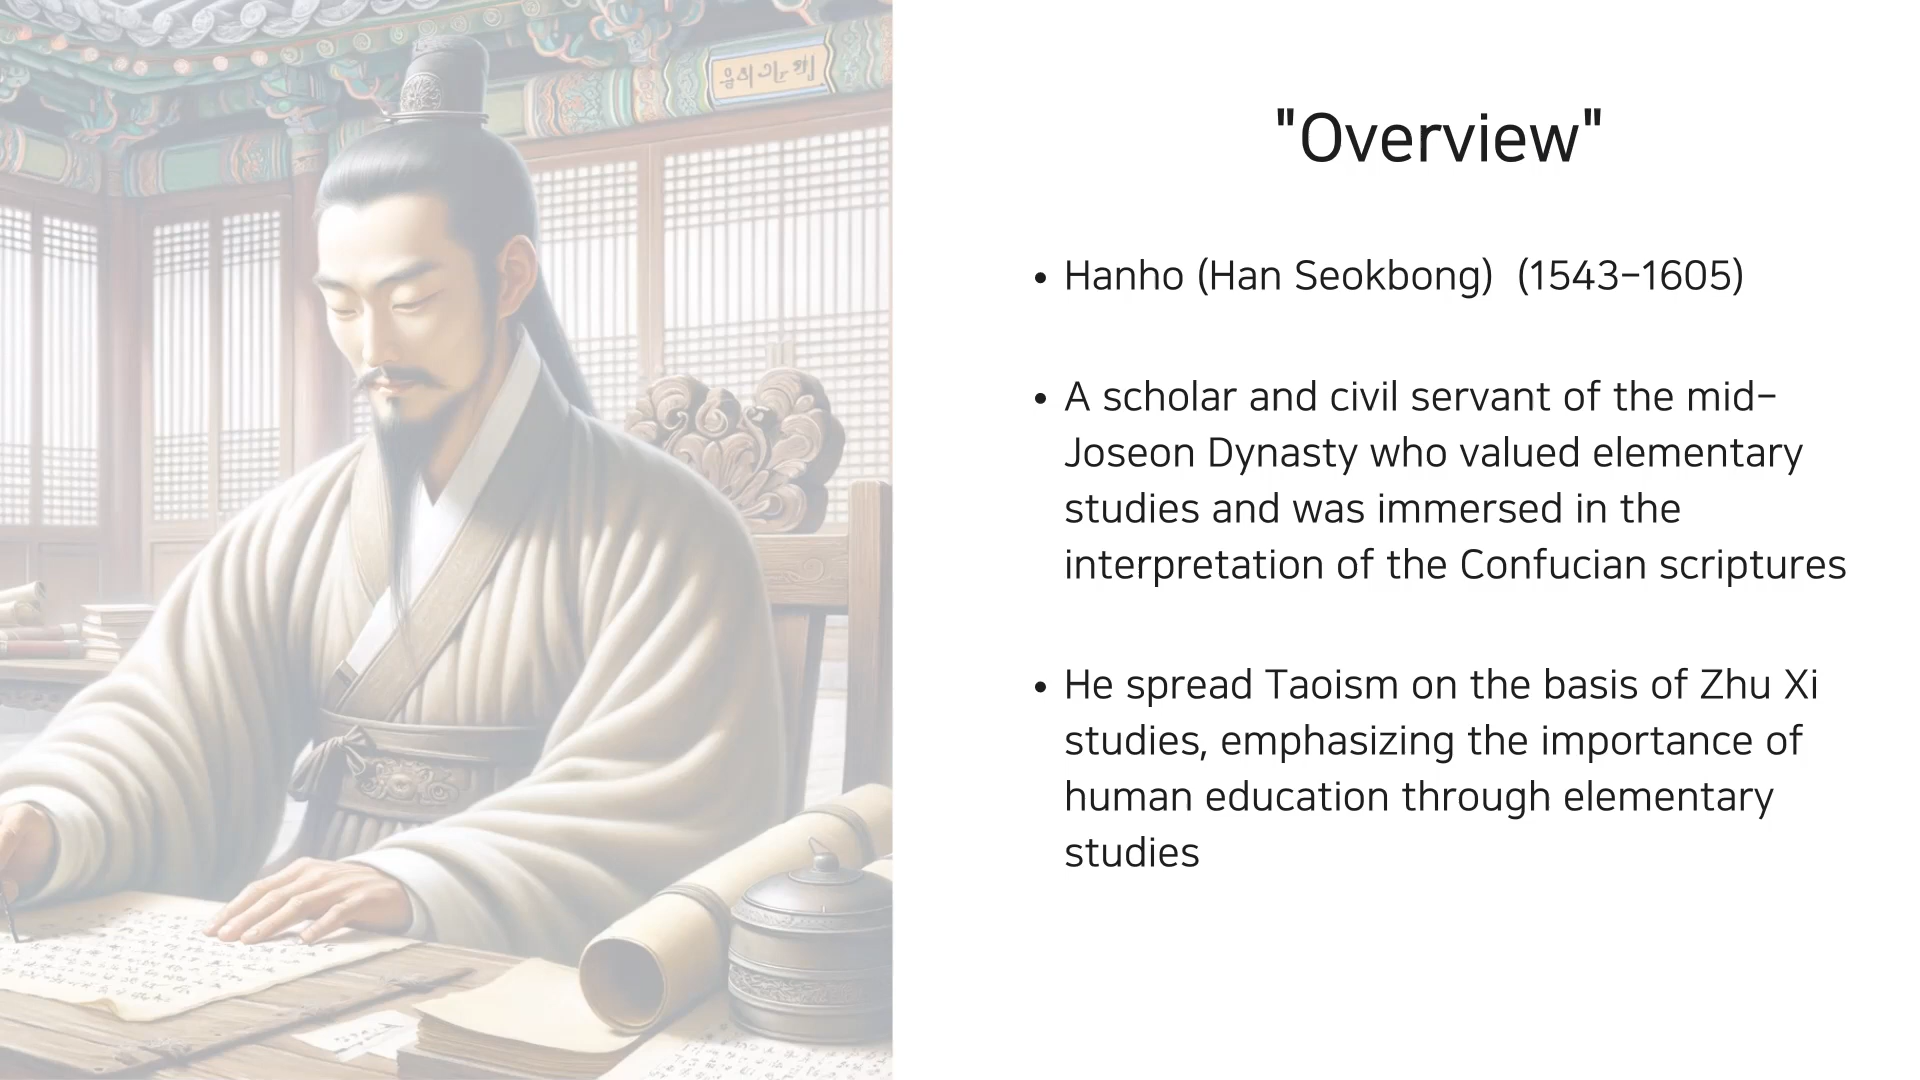 "Overview"
• Hanho (Han Seokbong)  (1543-1605)
• A scholar and civil servant of the mid-
Joseon Dynasty who valued elementary
studies and was immersed in the
interpretation of the Confucian scriptures
• He spread Taoism on the basis of Zhu Xi
studies, emphasizing the importance of
human education through elementary
studies